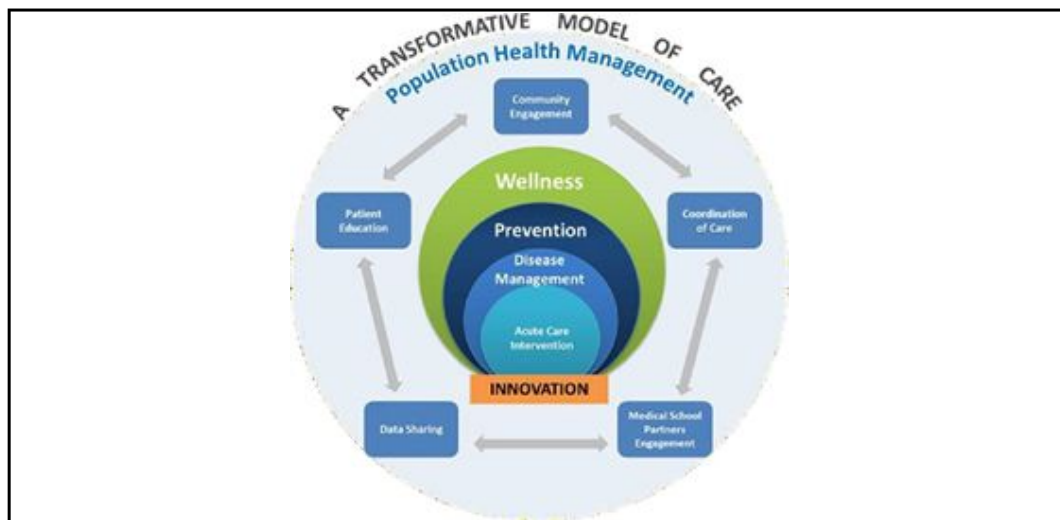 A TRANSFORMATIVE MODEL OF CARE
Population Health Management
Community
Engagement
Wellness
Patient
Education
Coordination
of Care
Prevention
Disease
Management
Acute Care
Intervention
INNOVATION
Data Sharing
Medical School
Partners
Engagement